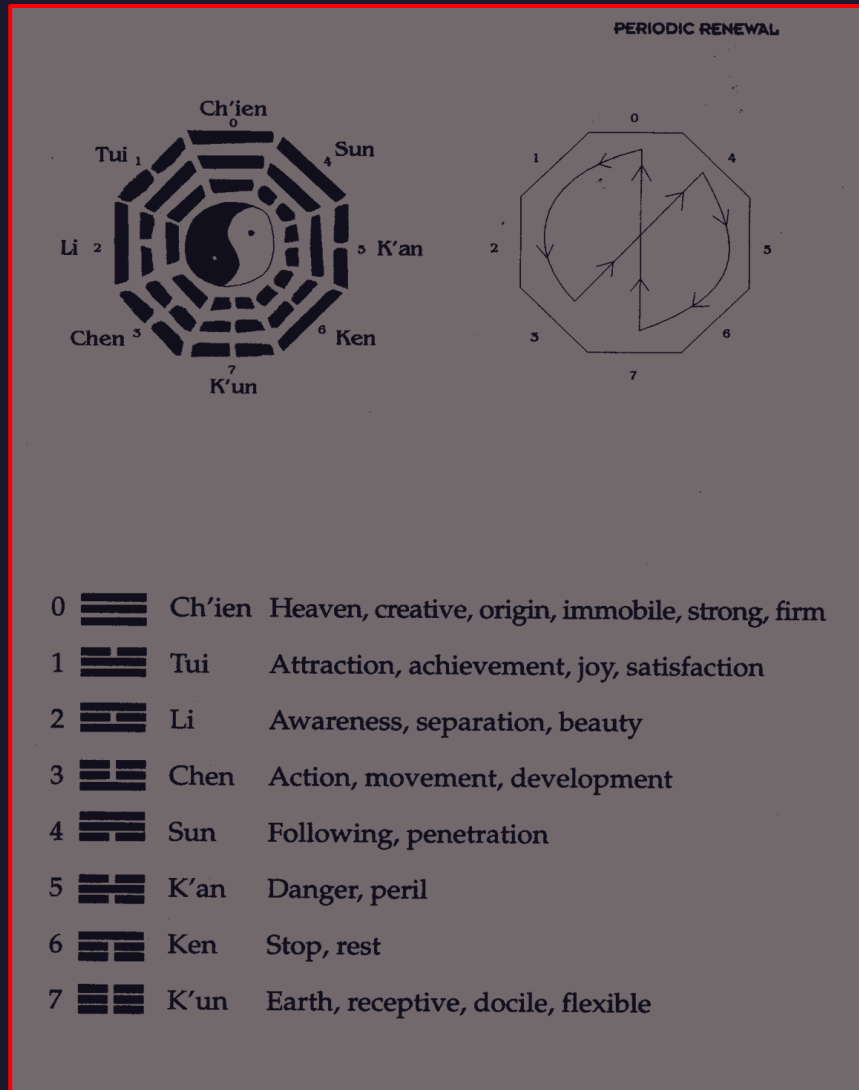 PERIODIC RENEWAL
Ch'ien
0
Tui 1
4 Sun
Li 2
5 K'an
Chen 3
6 Ken
7
K'un
0
1
4
2
5
3
6
7
0 Ch'ien Heaven, creative, origin, immobile, strong, firm
1 Tui Attraction, achievement, joy, satisfaction
2 Li Awareness, separation, beauty
3 Chen Action, movement, development
4 Sun Following, penetration
5 K'an Danger, peril
6 Ken Stop, rest
7 K'un Earth, receptive, docile, flexible